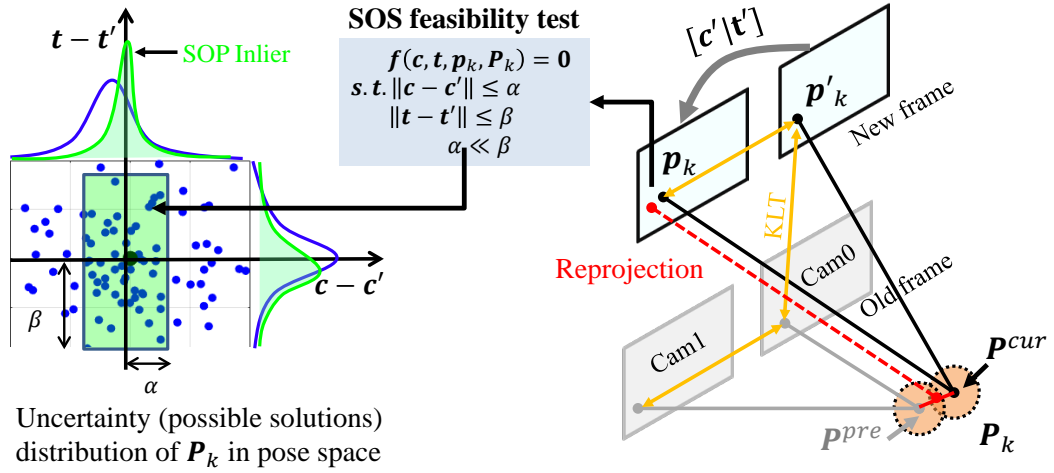 t − t′
SOP Inlier
c − c′
β
α
Uncertainty (possible solutions)
distribution of P_k in pose space
SOS feasibility test
f(c, t, p_k, P_k) = 0
s.t. ‖c − c′‖ ≤ α
‖t − t′‖ ≤ β
α ≪ β
[c′|t′]
p′_k
New frame
p_k
KLT
Reprojection
Cam0
Old frame
Cam1
P^cur
P^pre
P_k